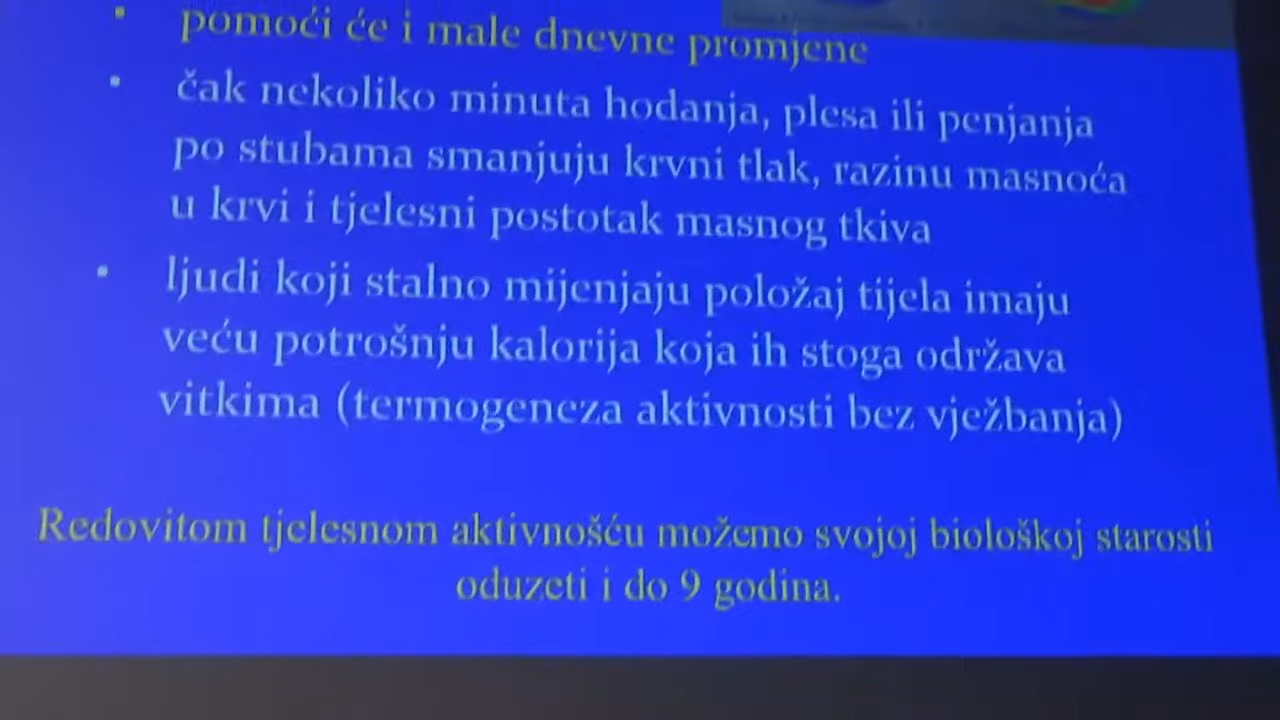 pomoći će i male dnevne promjene
čak nekoliko minuta hodanja, plesa ili penjanja
po stubama smanjuju krvni tlak, razinu masnoća
u krvi i tjelesni postotak masnog tkiva
ljudi koji stalno mijenjaju položaj tijela imaju
veću potrošnju kalorija koja ih stoga održava
vitkima (termogeneza aktivnosti bez vježbanja)
Redovitom tjelesnom aktivnošću možemo svojoj biološkoj starosti
oduzeti i do 9 godina.